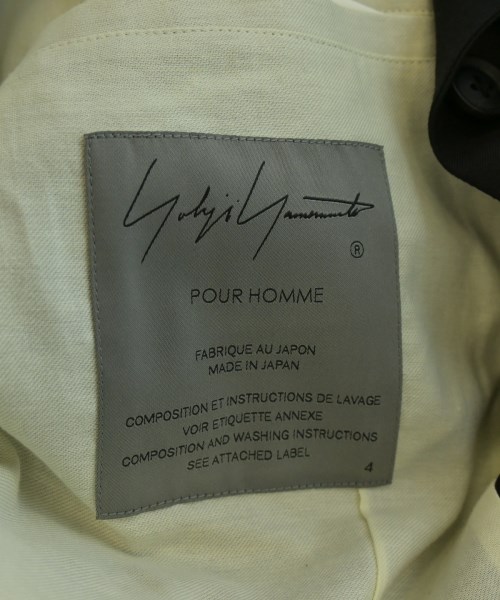 Yohji Yamamoto
®
POUR HOMME
FABRIQUE AU JAPON
MADE IN JAPAN
COMPOSITION ET INSTRUCTIONS DE LAVAGE
VOIR ETIQUETTE ANNEXE
COMPOSITION AND WASHING INSTRUCTIONS
SEE ATTACHED LABEL
4